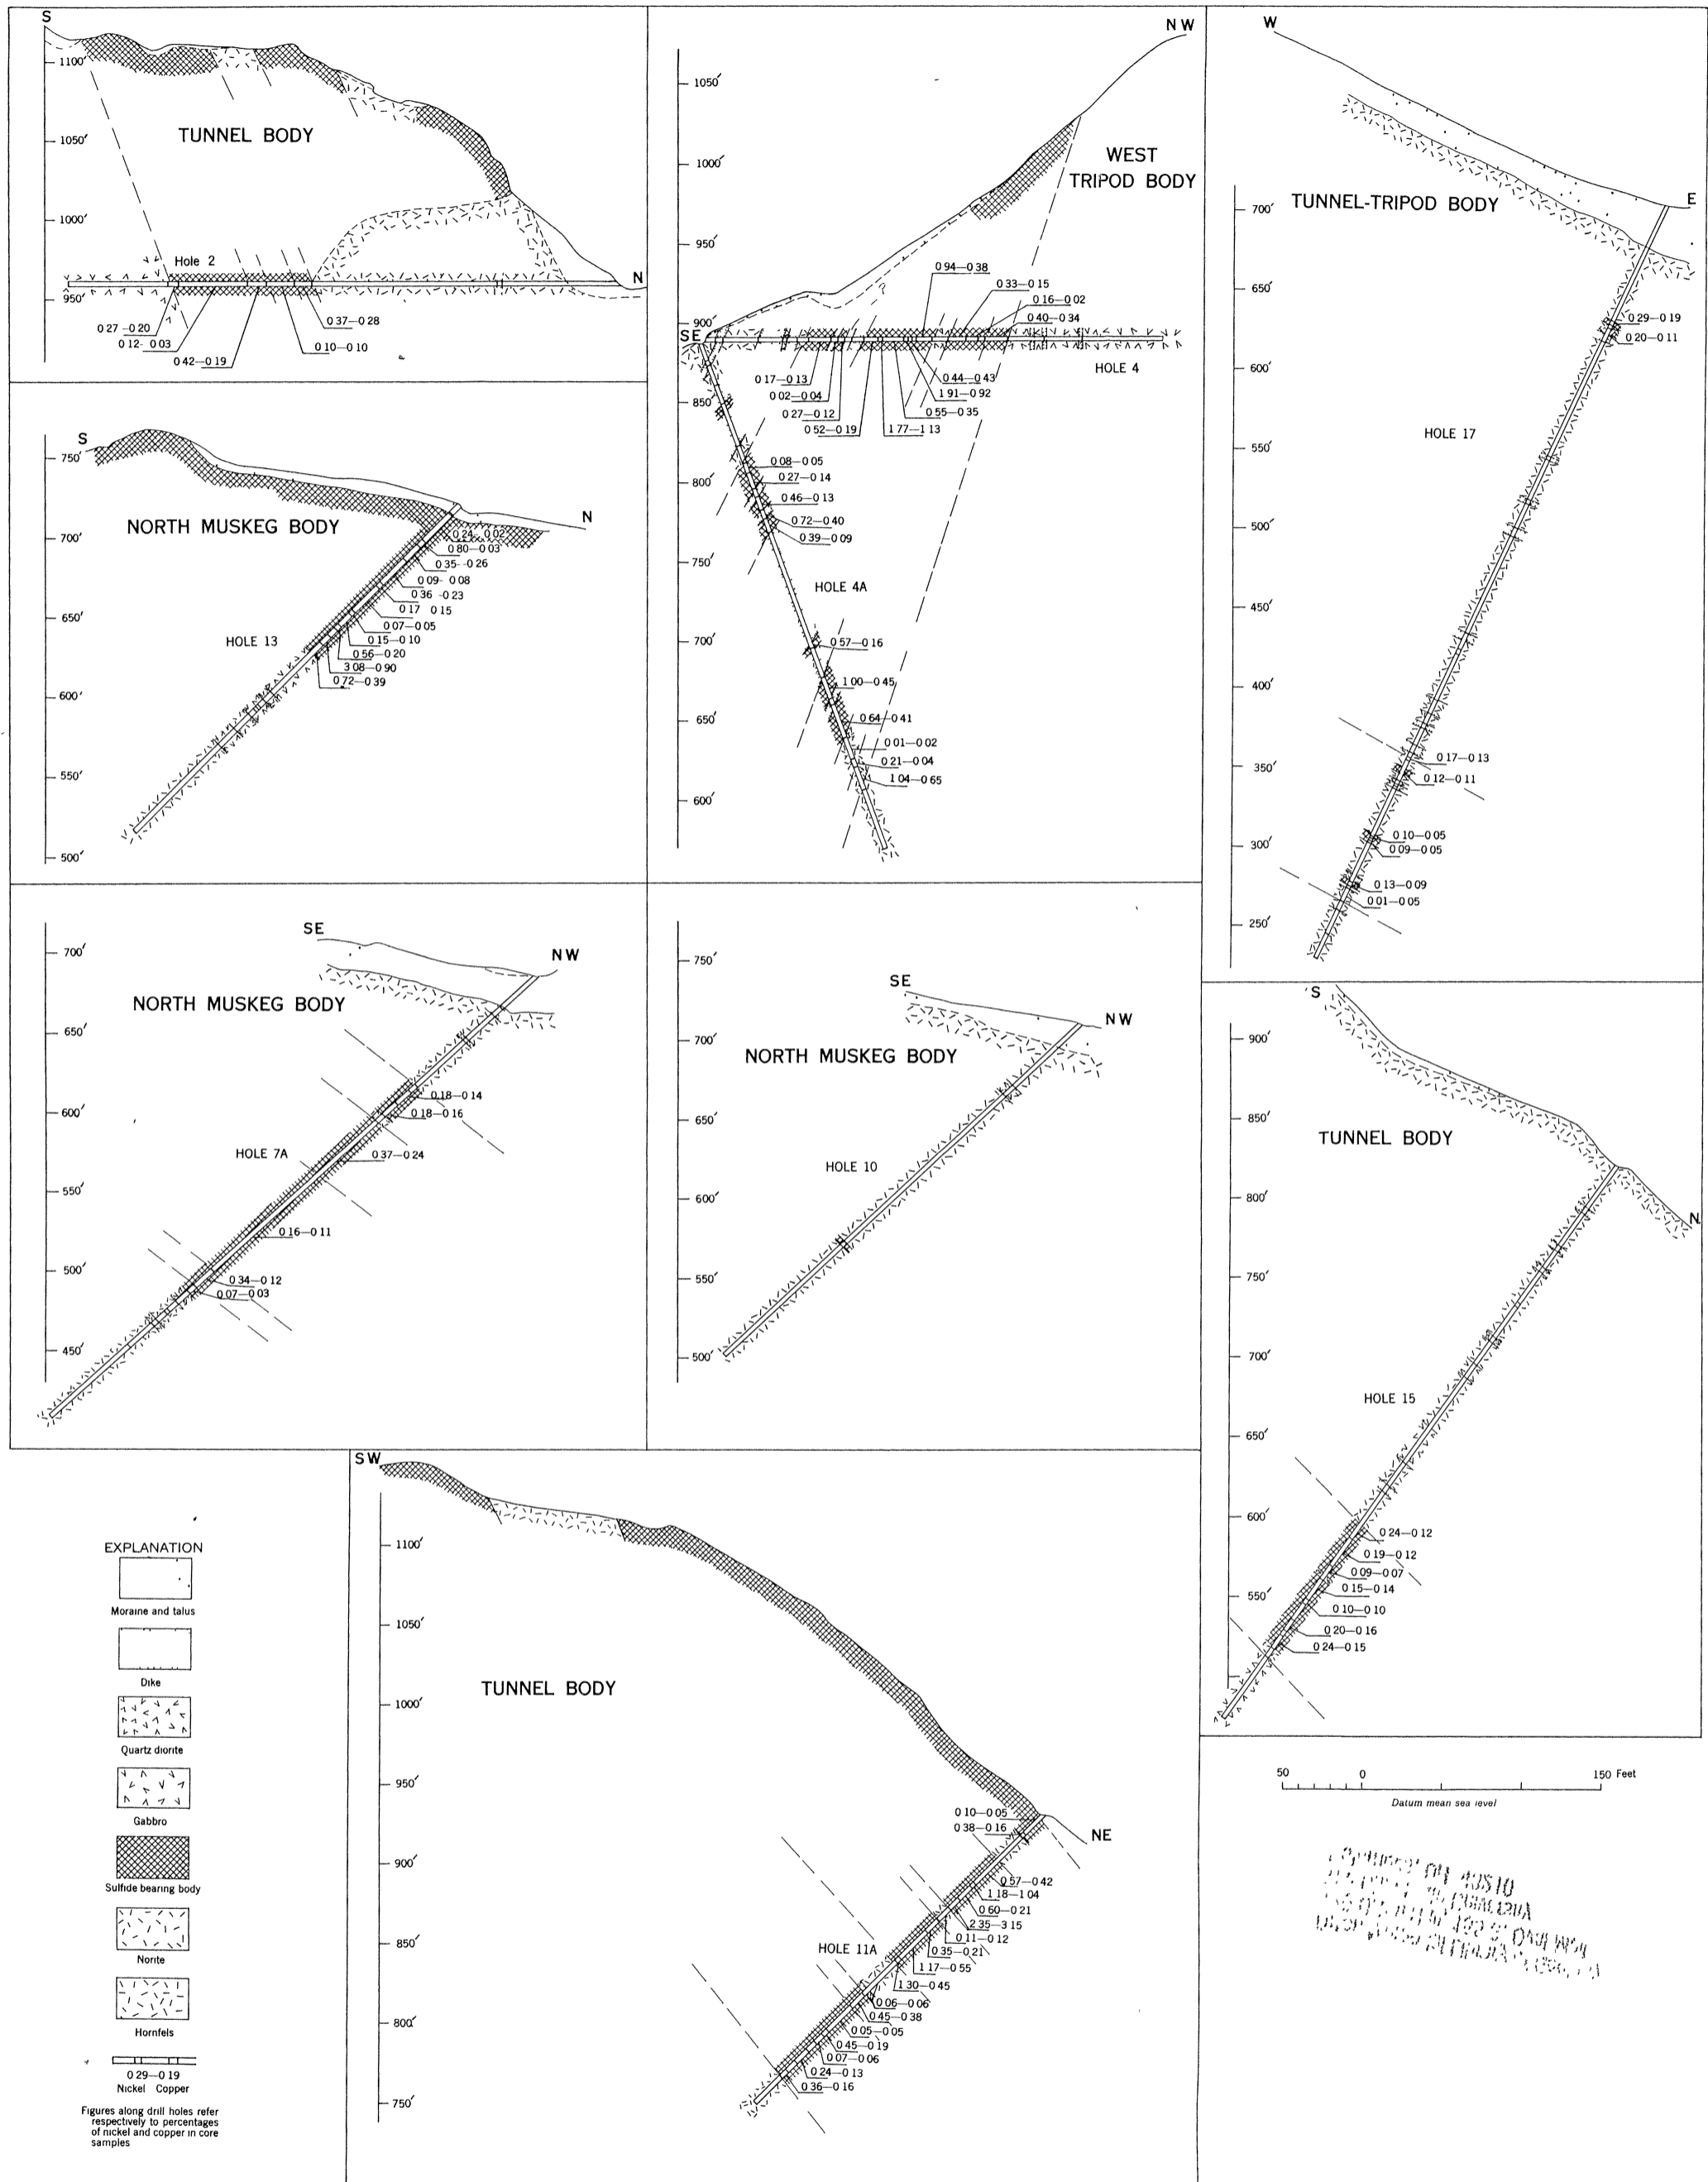 S
1100′
1050′
1000′
950′
TUNNEL BODY
Hole 2
N
0 27—0 20
0 12—0 03
0 42—0 19
0 10—0 10
0 37—0 28
NW
1050′
1000′
950′
900′
850′
800′
750′
700′
650′
600′
WEST
TRIPOD BODY
SE
0 94—0 38
0 33—0 15
0 16—0 02
0 40—0 34
HOLE 4
0 17—0 13
0 02—0 04
0 27—0 12
0 52—0 19
0 44—0 43
1 91—0 92
0 55—0 35
1 77—1 13
0 08—0 05
0 27—0 14
0 46—0 13
0 72—0 40
0 39—0 09
HOLE 4A
0 57—0 16
1 00—0 45
0 64—0 41
0 01—0 02
0 21—0 04
1 04—0 65
W
E
TUNNEL-TRIPOD BODY
700′
650′
600′
550′
500′
450′
400′
350′
300′
250′
0 29—0 19
0 20—0 11
HOLE 17
0 17—0 13
0 12—0 11
0 10—0 05
0 09—0 05
0 13—0 09
0 01—0 05
S
N
750′
700′
650′
600′
550′
500′
NORTH MUSKEG BODY
HOLE 13
0 24—0 02
0 80—0 03
0 35—0 26
0 09—0 08
0 36—0 23
0 17 0 15
0 07—0 05
0 15—0 10
0 56—0 20
3 08—0 90
0 72—0 39
SE
NW
700′
650′
600′
550′
500′
450′
NORTH MUSKEG BODY
HOLE 7A
0 18—0 14
0 18—0 16
0 37—0 24
0 16—0 11
0 34—0 12
0 07—0 03
SE
NW
750′
700′
650′
600′
550′
500′
NORTH MUSKEG BODY
HOLE 10
S
N
900′
850′
800′
750′
700′
650′
600′
550′
TUNNEL BODY
HOLE 15
0 24—0 12
0 19—0 12
0 09—0 07
0 15—0 14
0 10—0 10
0 20—0 16
0 24—0 15
SW
NE
1100′
1050′
1000′
950′
900′
850′
800′
750′
TUNNEL BODY
HOLE 11A
0 10—0 05
0 38—0 16
0 57—0 42
1 18—1 04
0 60—0 21
2 35—3 15
0 11—0 12
0 35—0 21
1 17—0 55
1 30—0 45
0 06—0 06
0 45—0 38
0 05—0 05
0 45—0 19
0 07—0 06
0 24—0 13
0 36—0 16
EXPLANATION
Moraine and talus
Dike
Quartz diorite
Gabbro
Sulfide bearing body
Norite
Hornfels
0 29—0 19
Nickel Copper
Figures along drill holes refer
respectively to percentages
of nickel and copper in core
samples
50 0 150 Feet
Datum mean sea level